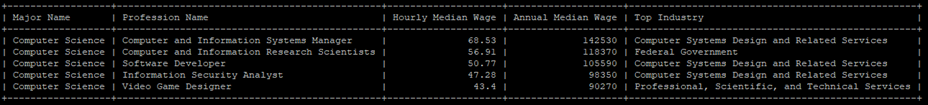 | Major Name | Profession Name | Hourly Median Wage | Annual Median Wage | Top Industry |
| Computer Science | Computer and Information Systems Manager | 68.53 | 142530 | Computer Systems Design and Related Services |
| Computer Science | Computer and Information Research Scientists | 56.91 | 118370 | Federal Government |
| Computer Science | Software Developer | 50.77 | 105590 | Computer Systems Design and Related Services |
| Computer Science | Information Security Analyst | 47.28 | 98350 | Computer Systems Design and Related Services |
| Computer Science | Video Game Designer | 43.4 | 90270 | Professional, Scientific, and Technical Services |